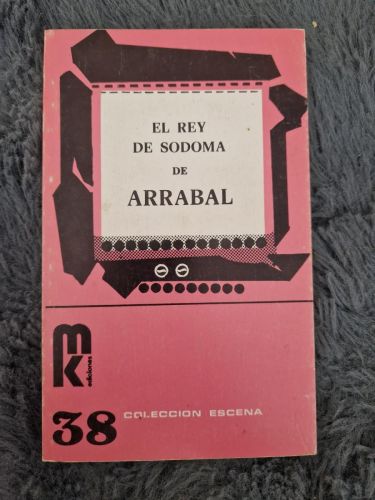 EL REY
DE SODOMA
DE
ARRABAL
mk
ediciones
38 COLECCION ESCENA